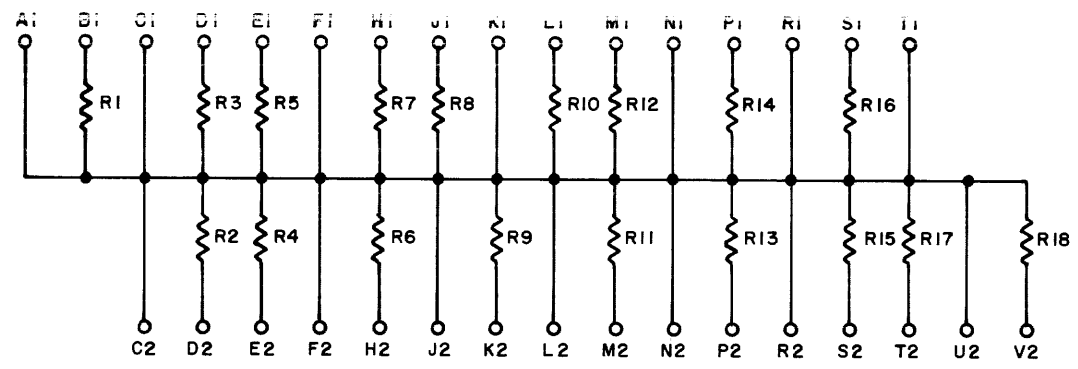 A1 B1 C1 D1 E1 F1 H1 J1 K1 L1 M1 N1 P1 R1 S1 T1
R1 R3 R5 R7 R8 R10 R12 R14 R16
R2 R4 R6 R9 R11 R13 R15 R17 R18
C2 D2 E2 F2 H2 J2 K2 L2 M2 N2 P2 R2 S2 T2 U2 V2